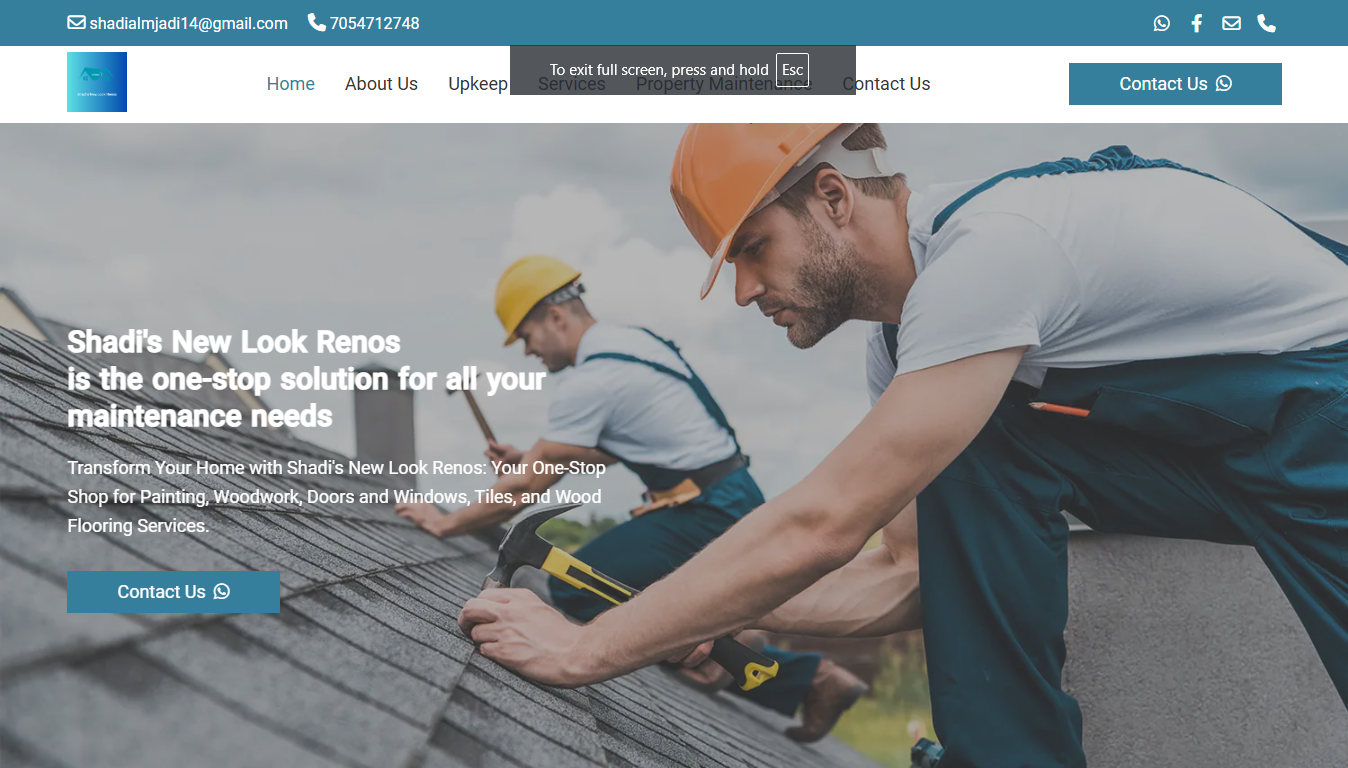 shadialmjadi14@gmail.com 7054712748
To exit full screen, press and hold Esc
Home About Us Upkeep Services Property Maintenance Contact Us Contact Us
Shadi's New Look Renos
is the one-stop solution for all your
maintenance needs
Transform Your Home with Shadi's New Look Renos: Your One-Stop
Shop for Painting, Woodwork, Doors and Windows, Tiles, and Wood
Flooring Services.
Contact Us